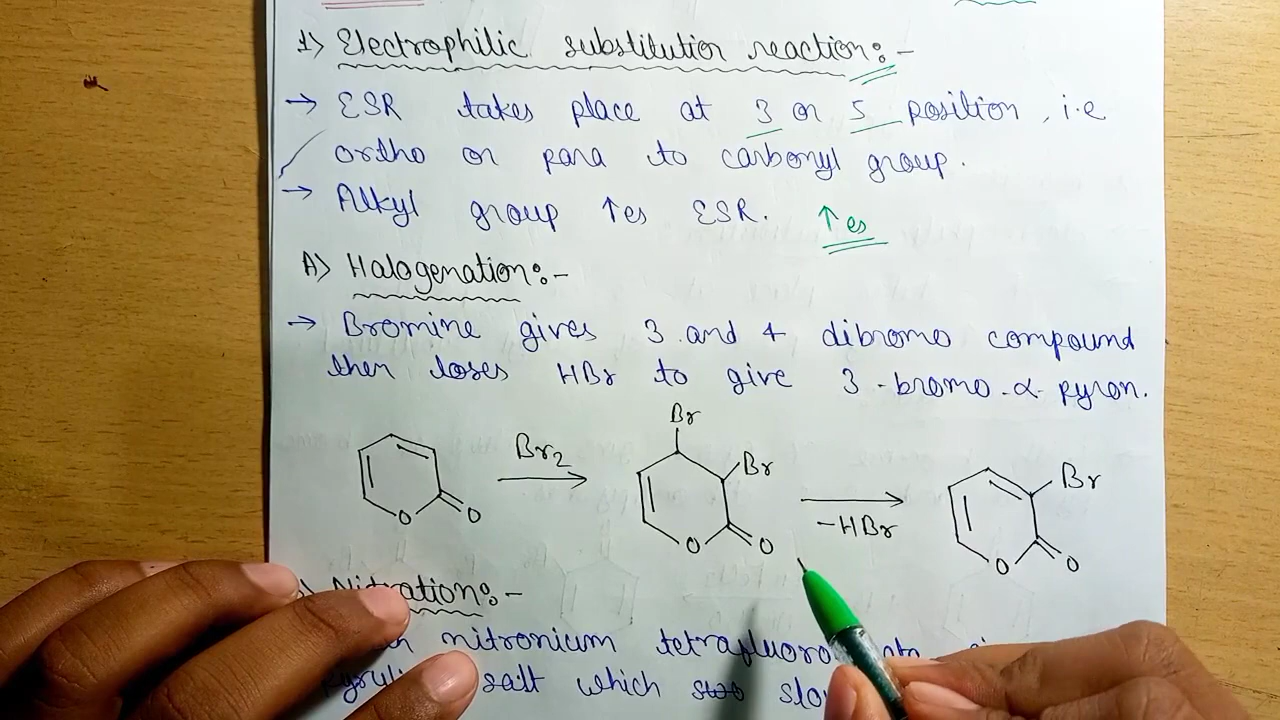 1) Electrophilic substitution reaction:-
→ ESR takes place at 3 or 5 position, i.e
ortho or para to carbonyl group.
→ Alkyl group ↑es ESR. ↑es
A) Halogenation:-
→ Bromine gives 3 and 4 dibromo compound
then loses HBr to give 3-bromo-α-pyron.
Br
Br2
Br
Br
O
O
O
O
-HBr
O
O
Nitration:-
nitronium
salt which